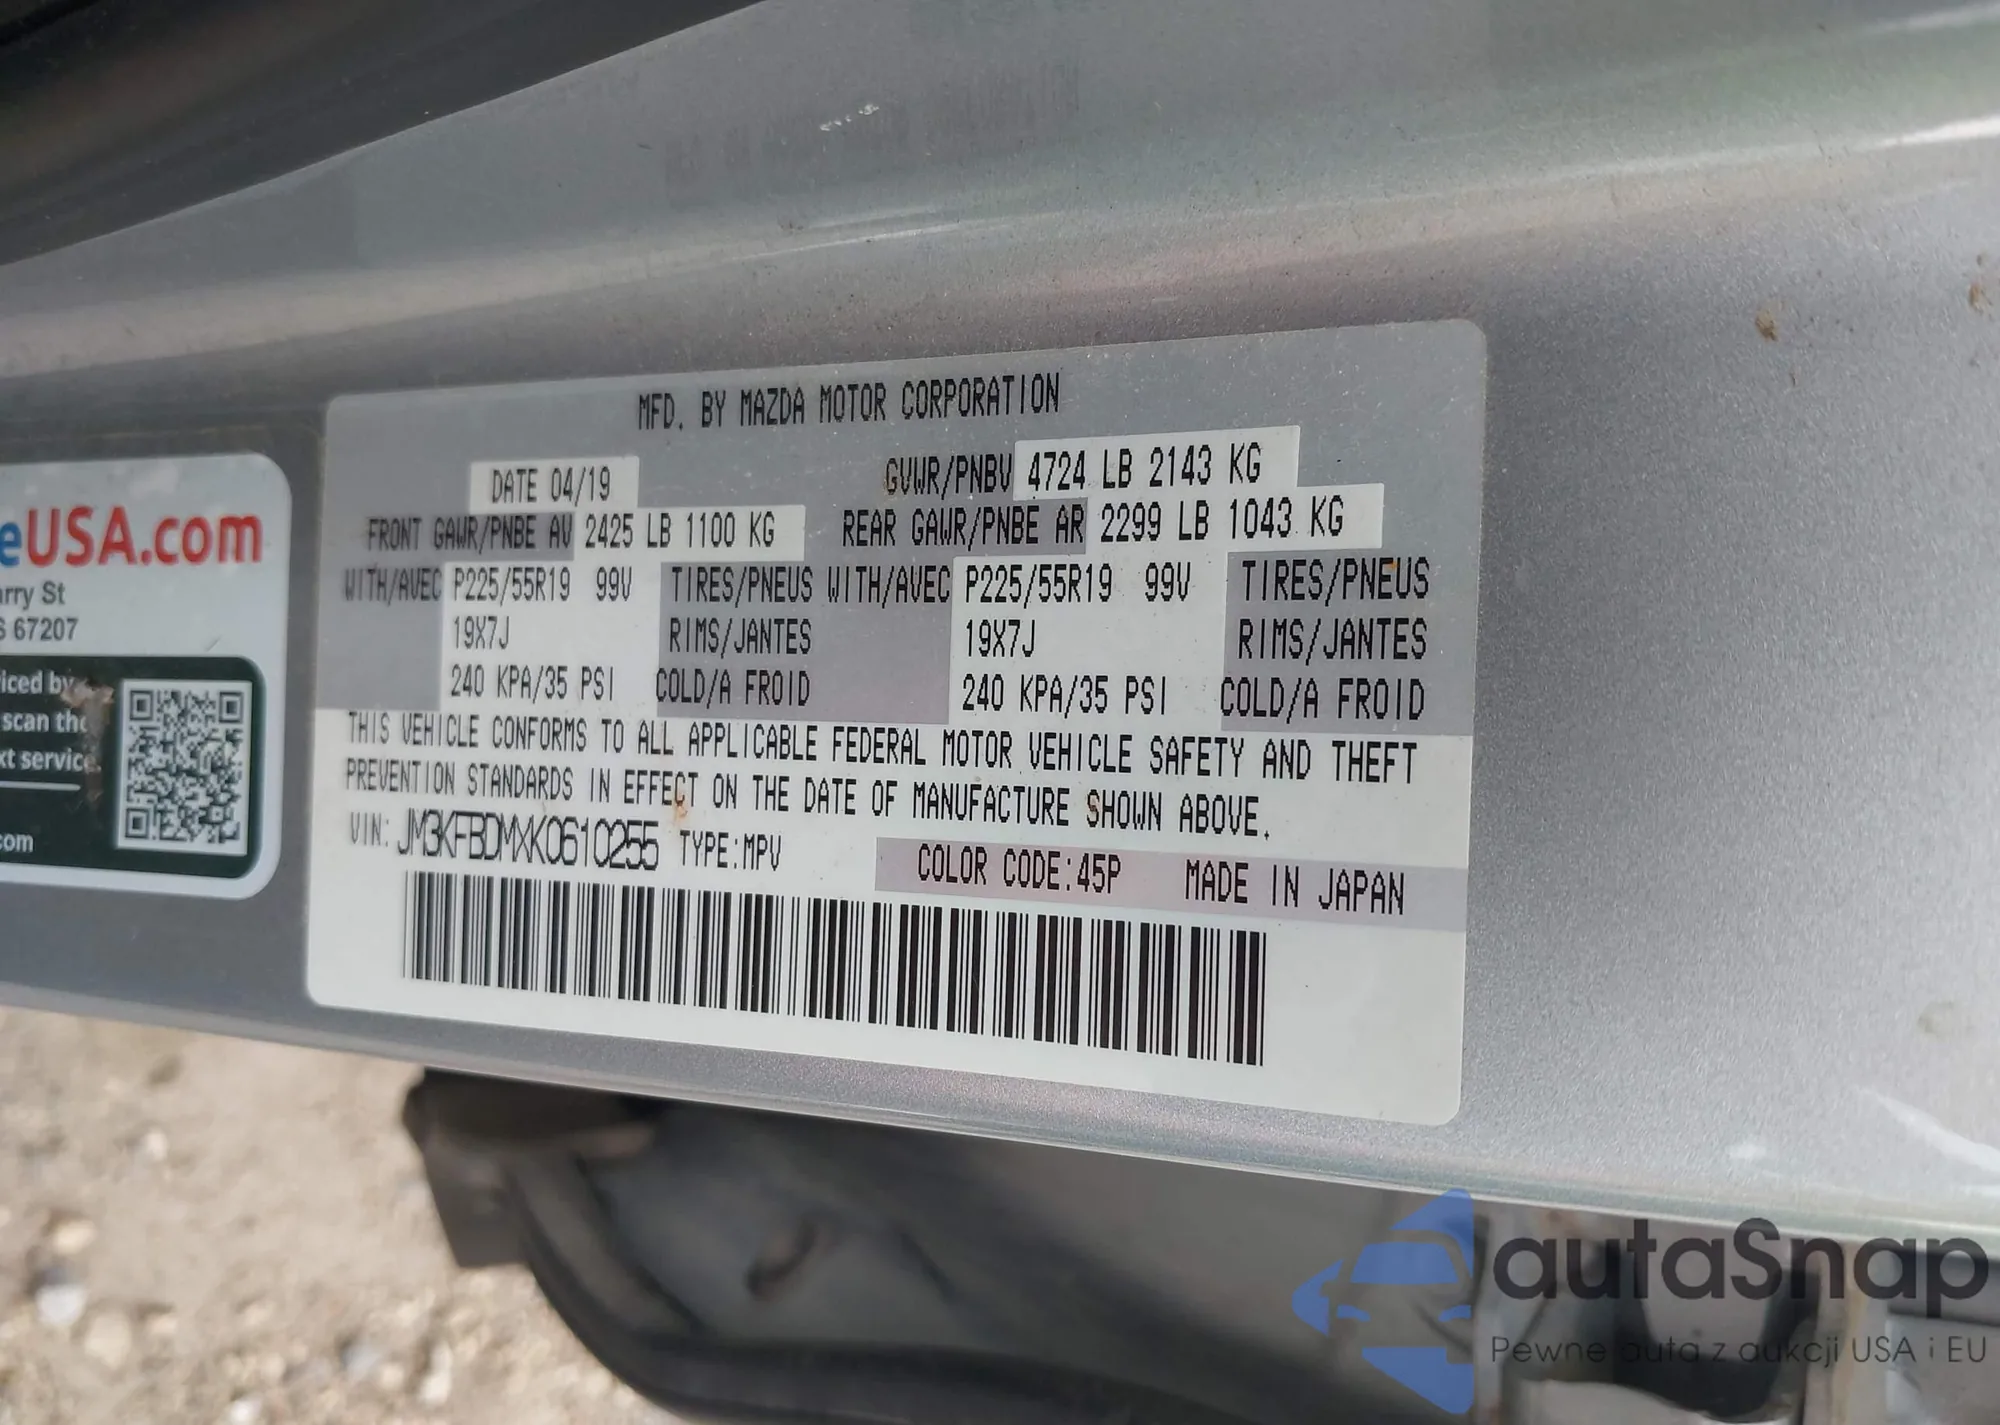 MFD. BY MAZDA MOTOR CORPORATION
DATE 04/19 GVWR/PNBV 4724 LB 2143 KG
FRONT GAWR/PNBE AV 2425 LB 1100 KG REAR GAWR/PNBE AR 2299 LB 1043 KG
WITH/AVEC P225/55R19 99V TIRES/PNEUS WITH/AVEC P225/55R19 99V TIRES/PNEUS
19X7J RIMS/JANTES 19X7J RIMS/JANTES
240 KPA/35 PSI COLD/A FROID 240 KPA/35 PSI COLD/A FROID
THIS VEHICLE CONFORMS TO ALL APPLICABLE FEDERAL MOTOR VEHICLE SAFETY AND THEFT
PREVENTION STANDARDS IN EFFECT ON THE DATE OF MANUFACTURE SHOWN ABOVE.
VIN: JM3KFBDMXK0610255 TYPE:MPV
COLOR CODE:45P MADE IN JAPAN
eUSA.com
rry St
S 67207
iced by
scan the
xt service.
com
autaSnap
Pewne auta z aukcji USA i EU